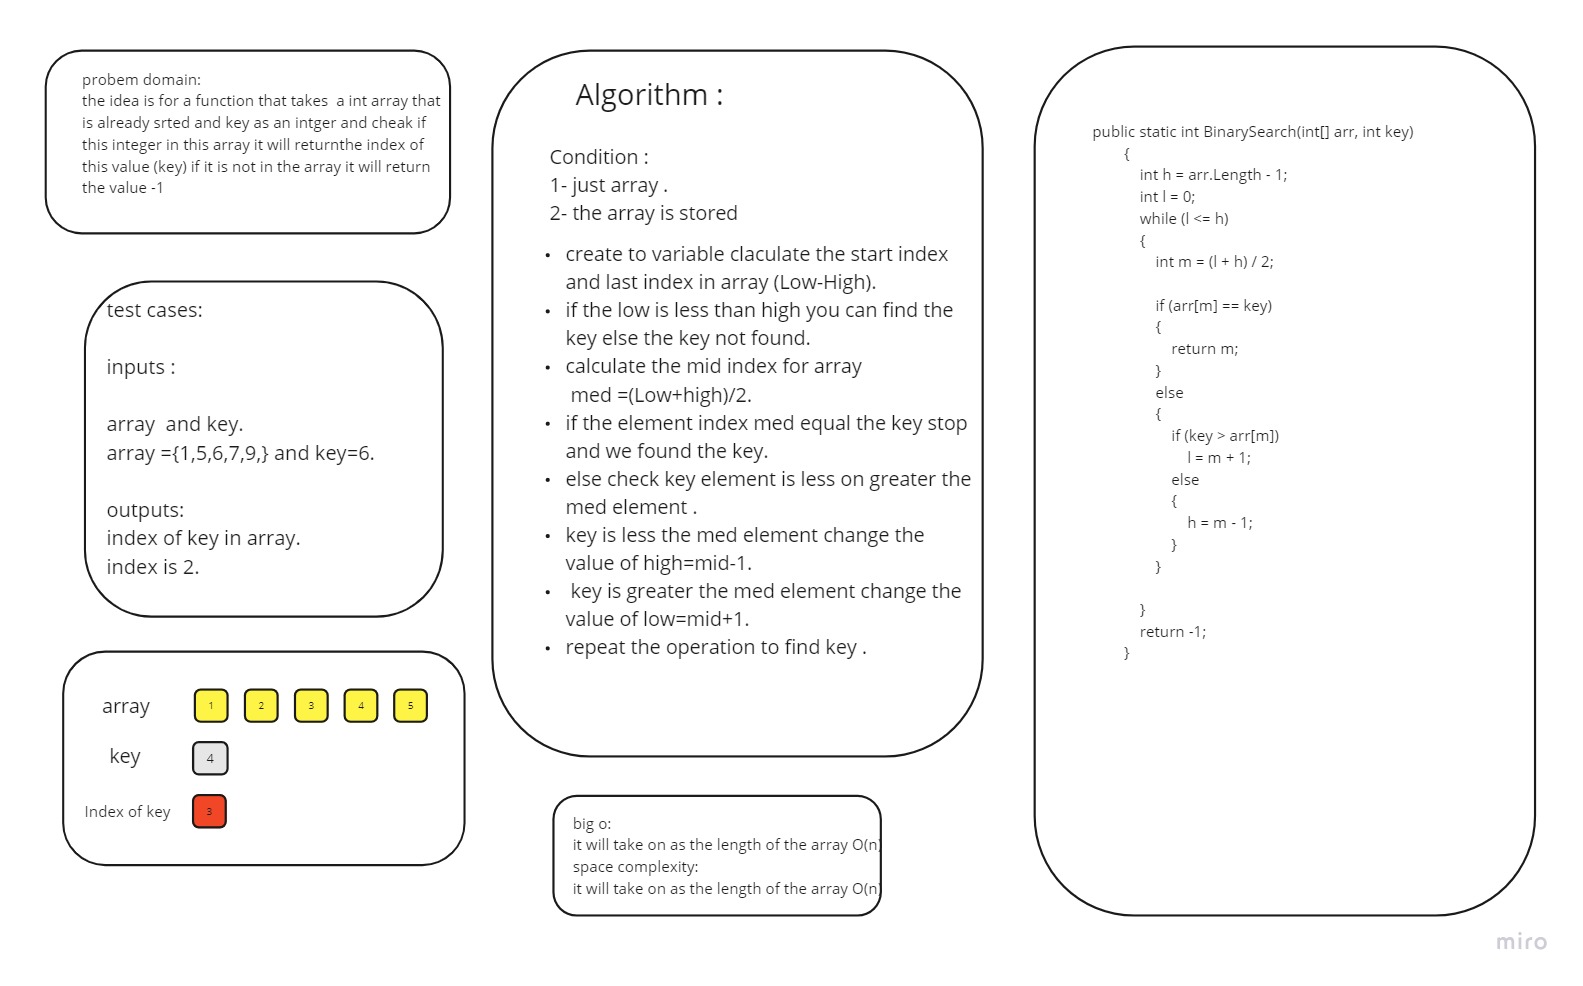 probem domain:
the idea is for a function that takes  a int array that
is already srted and key as an intger and cheak if
this integer in this array it will returnthe index of
this value (key) if it is not in the array it will return
the value -1
test cases:
inputs :
array  and key.
array ={1,5,6,7,9,} and key=6.
outputs:
index of key in array.
index is 2.
array
1 2 3 4 5
key
4
Index of key
3
Algorithm :
Condition :
1- just array .
2- the array is stored
• create to variable claculate the start index
and last index in array (Low-High).
• if the low is less than high you can find the
key else the key not found.
• calculate the mid index for array
med =(Low+high)/2.
• if the element index med equal the key stop
and we found the key.
• else check key element is less on greater the
med element .
• key is less the med element change the
value of high=mid-1.
• key is greater the med element change the
value of low=mid+1.
• repeat the operation to find key .
big o:
it will take on as the length of the array O(n)
space complexity:
it will take on as the length of the array O(n)
public static int BinarySearch(int[] arr, int key)
{
int h = arr.Length - 1;
int l = 0;
while (l <= h)
{
int m = (l + h) / 2;
if (arr[m] == key)
{
return m;
}
else
{
if (key > arr[m])
l = m + 1;
else
{
h = m - 1;
}
}
}
return -1;
}
miro